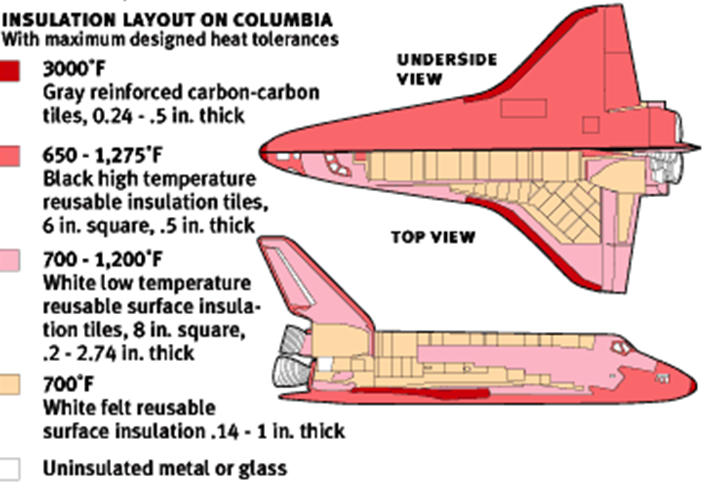 INSULATION LAYOUT ON COLUMBIA
With maximum designed heat tolerances
3000°F
Gray reinforced carbon-carbon
tiles, 0.24 - .5 in. thick
650 - 1,275°F
Black high temperature
reusable insulation tiles,
6 in. square, .5 in. thick
700 - 1,200°F
White low temperature
reusable surface insula-
tion tiles, 8 in. square,
.2 - 2.74 in. thick
700°F
White felt reusable
surface insulation .14 - 1 in. thick
Uninsulated metal or glass
UNDERSIDE
VIEW
TOP VIEW